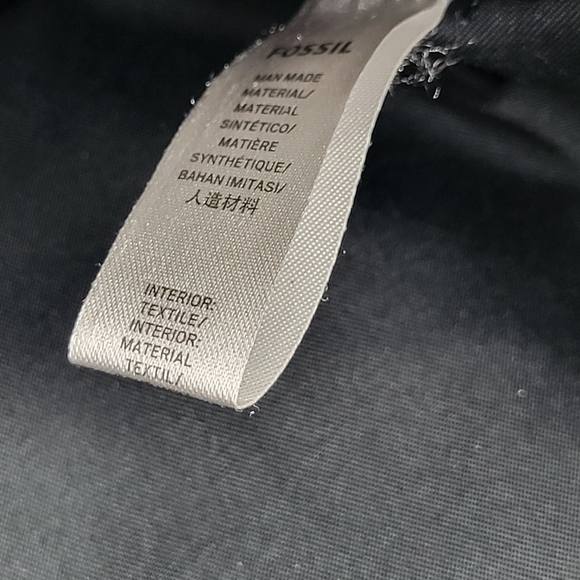 FOSSIL
MAN MADE
MATERIAL/
MATERIAL
SINTÉTICO/
MATIÈRE
SYNTHÉTIQUE/
BAHAN IMITASI/
人造材料
INTERIOR:
TEXTILE/
INTERIOR:
MATERIAL
TEXTIL/